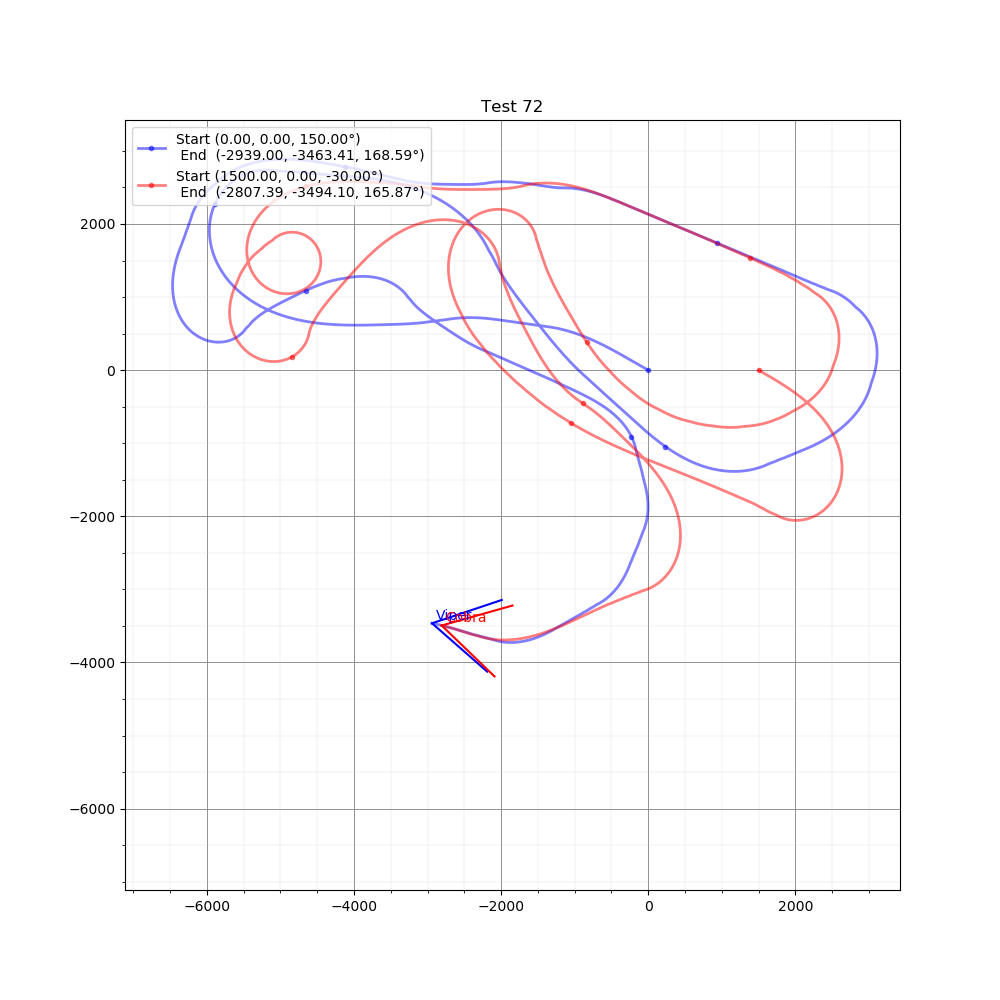 Test 72
Start (0.00, 0.00, 150.00°)
End (-2939.00, -3463.41, 168.59°)
Start (1500.00, 0.00, -30.00°)
End (-2807.39, -3494.10, 165.87°)
2000
0
−2000
Viper
−4000
−6000
−6000 −4000 −2000 0 2000